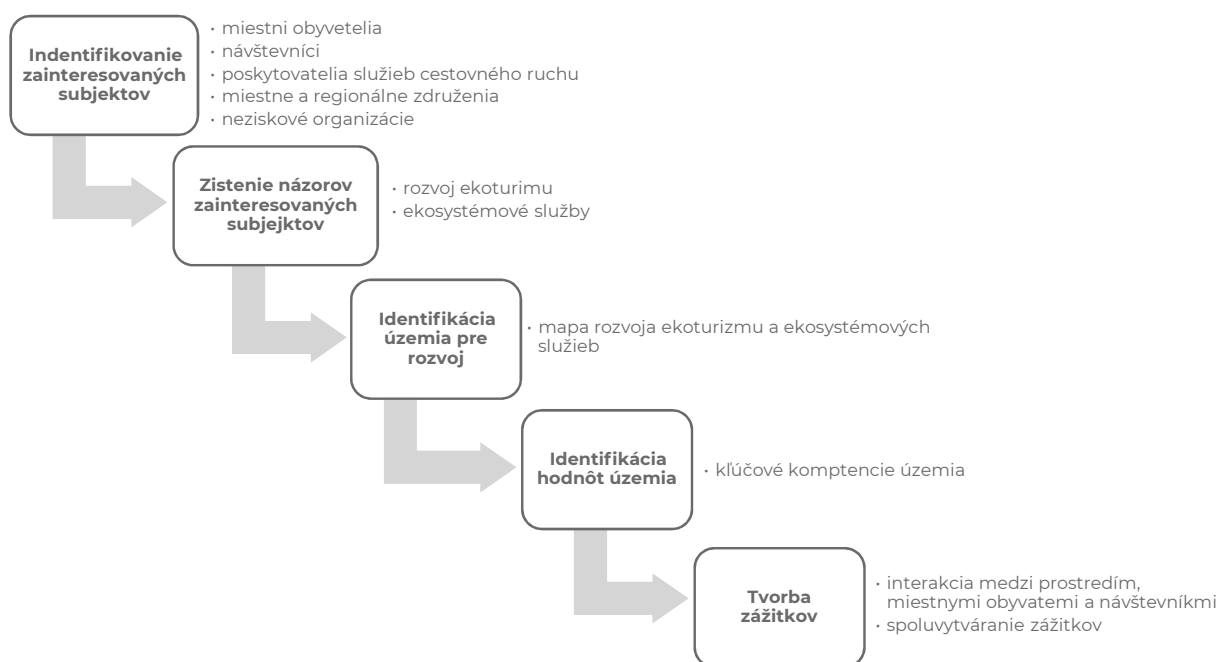 Indentifikovanie
zainteresovaných
subjektov
· miestni obyvetelia
· návštevníci
· poskytovatelia služieb cestovného ruchu
· miestne a regionálne združenia
· neziskové organizácie
Zistenie názorov
zainteresovaných
subjejktov
· rozvoj ekoturimu
· ekosystémové služby
Identifikácia
územia pre
rozvoj
· mapa rozvoja ekoturizmu a ekosystémových
služieb
Identifikácia
hodnôt územia
· kľúčové komptencie územia
Tvorba
zážitkov
· interakcia medzi prostredím,
miestnymi obyvatemi a návštevníkmi
· spoluvytváranie zážitkov